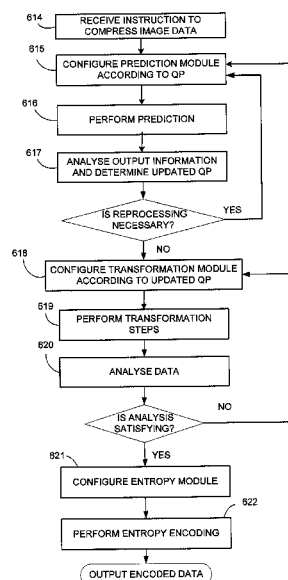 614
RECEIVE INSTRUCTION TO
COMPRESS IMAGE DATA
615
CONFIGURE PREDICTION MODULE
ACCORDING TO QP
616
PERFORM PREDICTION
617
ANALYSE OUTPUT INFORMATION
AND DETERMINE UPDATED QP
IS REPROCESSING
NECESSARY?
YES
NO
618
CONFIGURE TRANSFORMATION MODULE
ACCORDING TO UPDATED QP
619
PERFORM TRANSFORMATION
STEPS
620
ANALYSE DATA
IS ANALYSIS
SATISFYING?
NO
YES
621
CONFIGURE ENTROPY MODULE
622
PERFORM ENTROPY ENCODING
OUTPUT ENCODED DATA